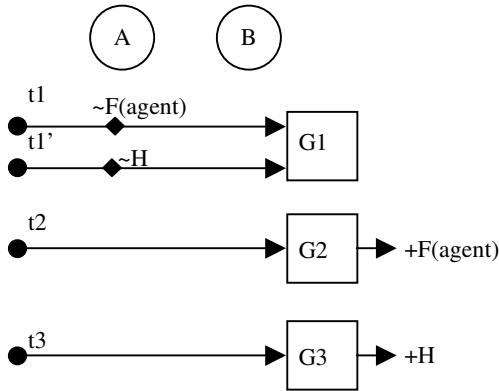 A B
t1
~F(agent)
t1’
~H
G1
t2
G2
+F(agent)
t3
G3
+H